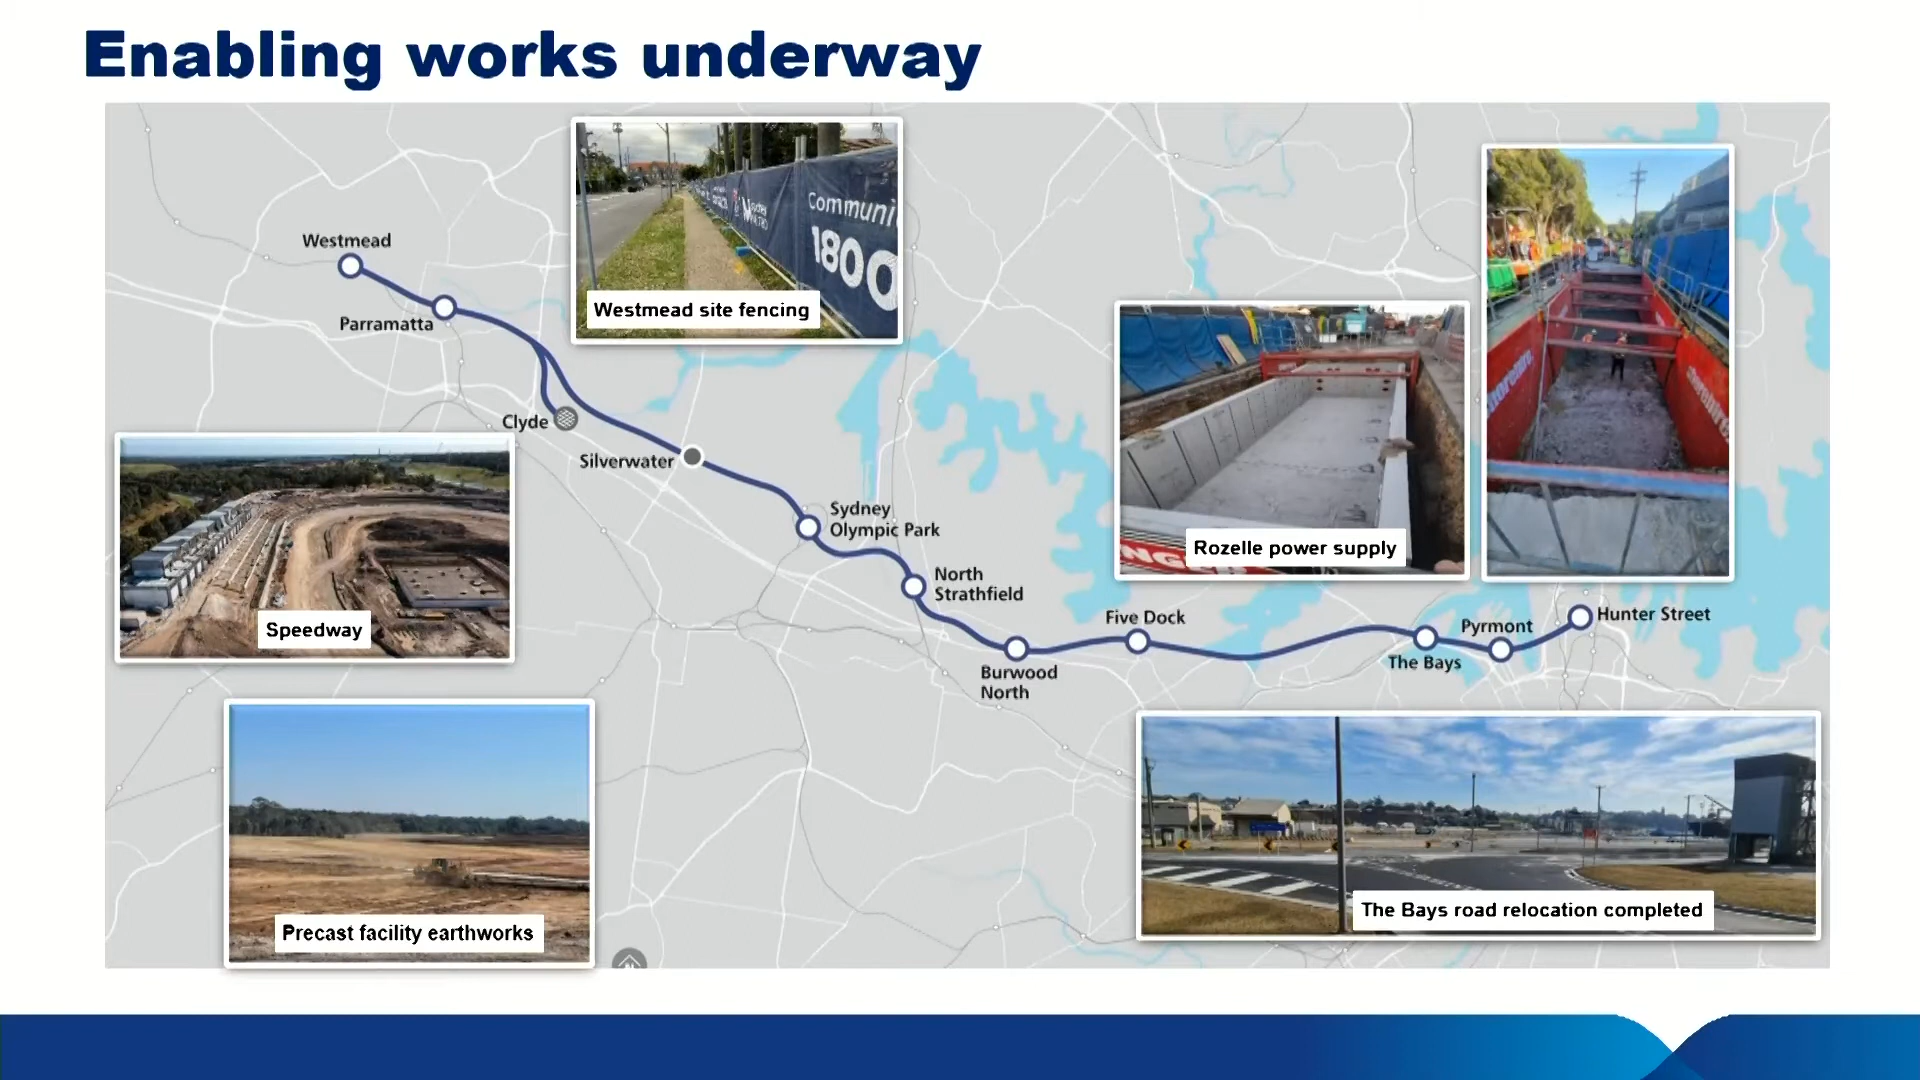 Enabling works underway
Westmead
Parramatta
Clyde
Silverwater
Sydney
Olympic Park
North
Strathfield
Burwood
North
Five Dock
The Bays
Pyrmont
Hunter Street
Communi
1800
Westmead site fencing
Speedway
Precast facility earthworks
Rozelle power supply
The Bays road relocation completed